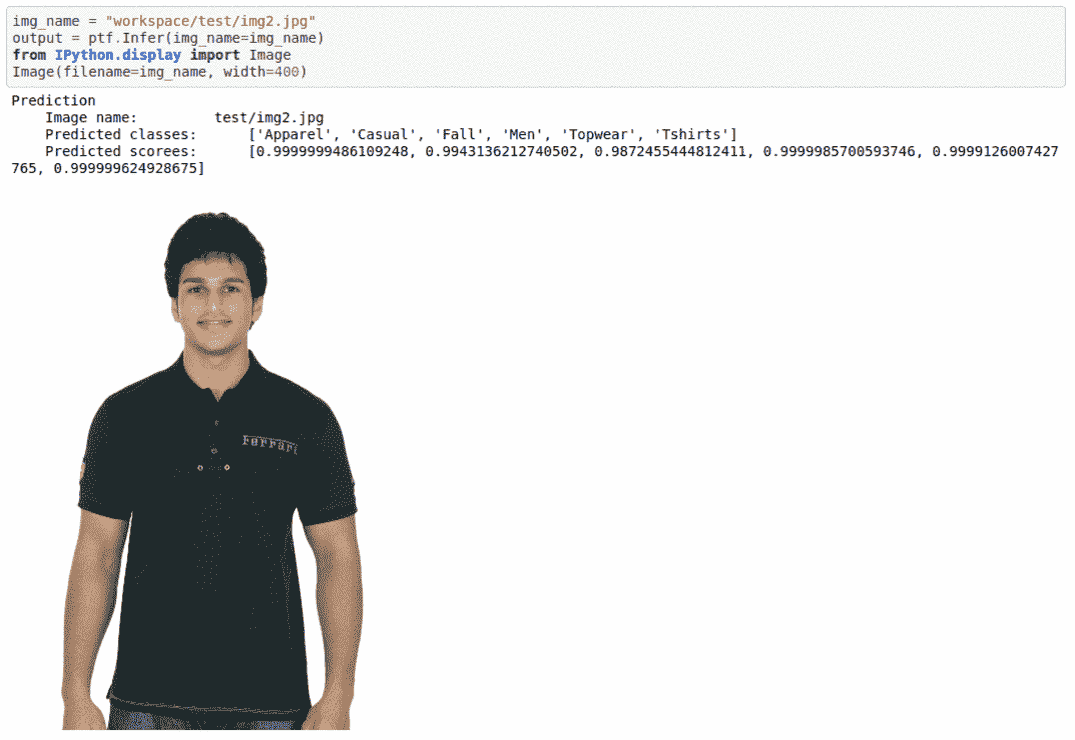 img_name = "workspace/test/img2.jpg"
output = ptf.Infer(img_name=img_name)
from IPython.display import Image
Image(filename=img_name, width=400)
Prediction
Image name: test/img2.jpg
Predicted classes: ['Apparel', 'Casual', 'Fall', 'Men', 'Topwear', 'Tshirts']
Predicted scorees: [0.9999999486109248, 0.9943136212740502, 0.9872455444812411, 0.9999985700593746, 0.9999126007427
765, 0.999999624928675]
Ferrari